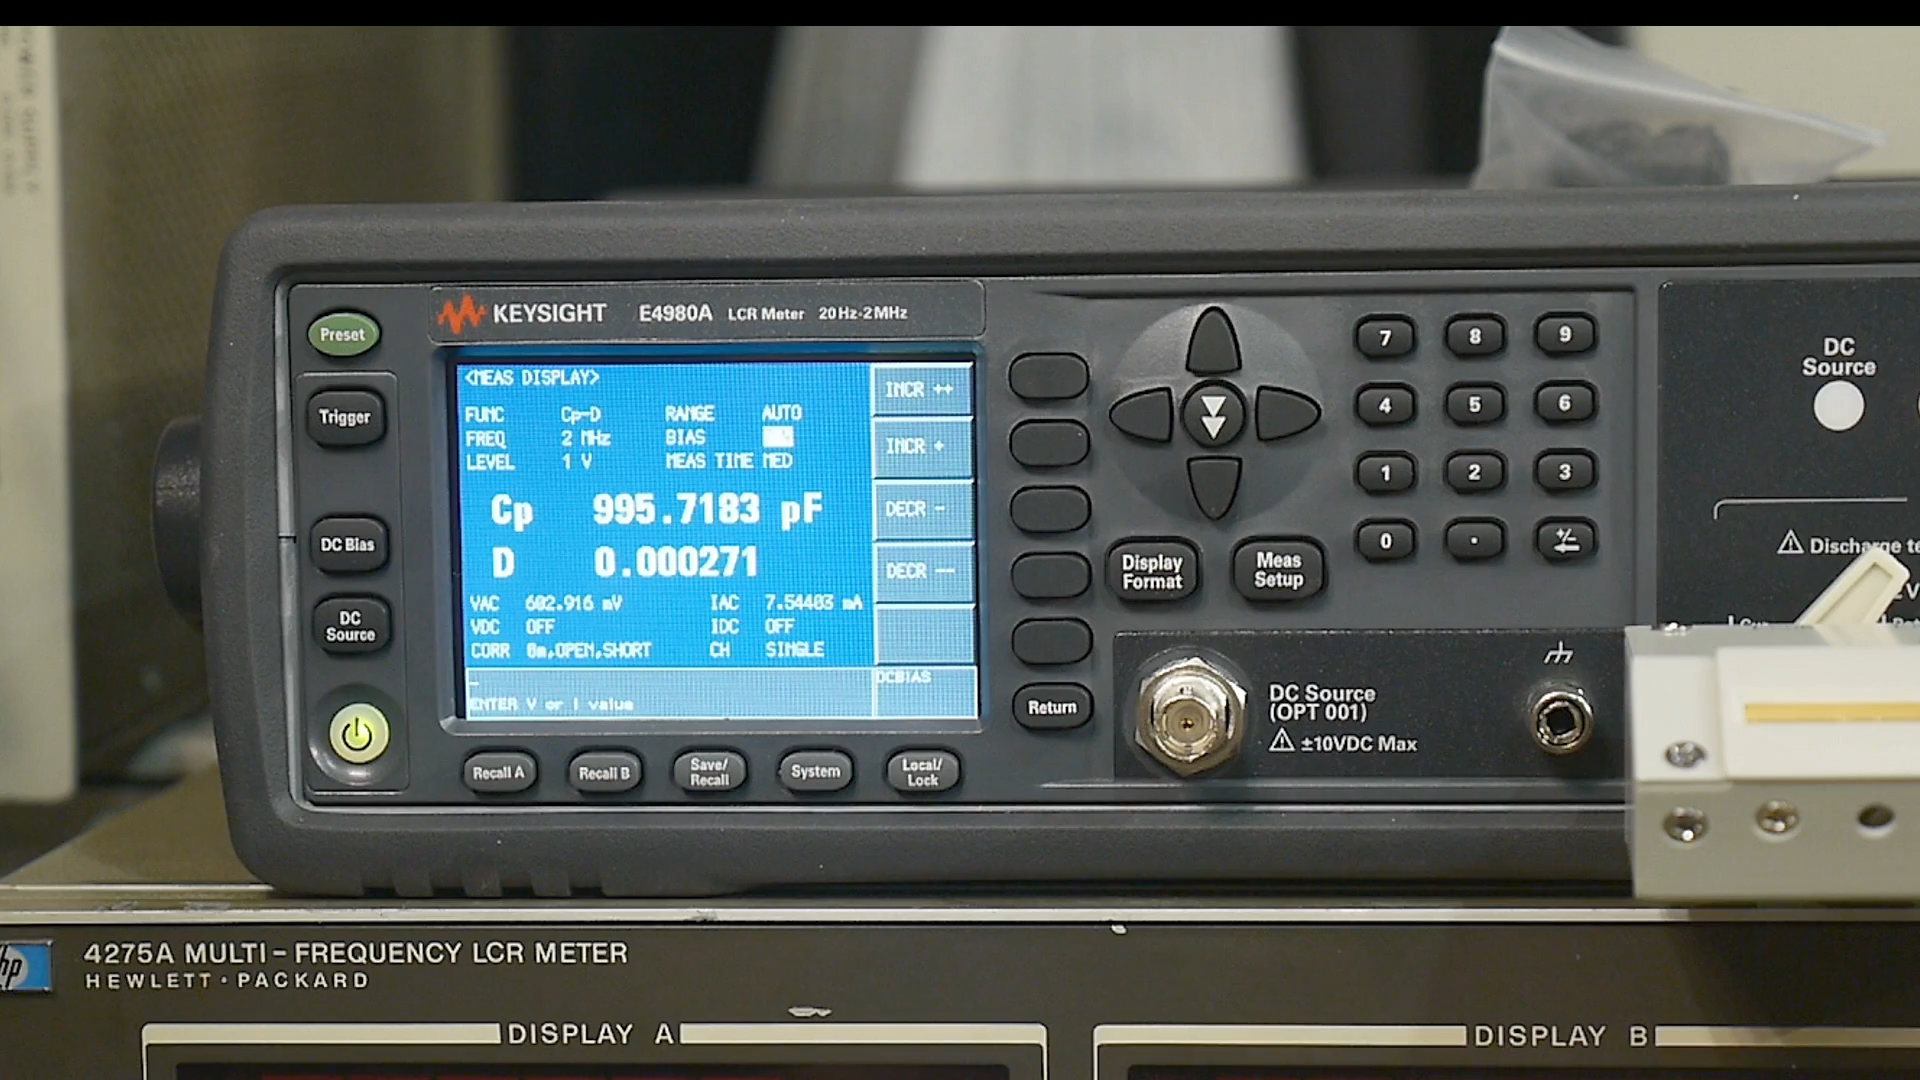 KEYSIGHT E4980A LCR Meter 20Hz-2MHz
Preset
Trigger
DC Bias
DC Source
<MEAS DISPLAY>
FUNC Cp-D RANGE AUTO
FREQ 2 MHz BIAS
LEVEL 1 V MEAS TIME MED
Cp 995.7183 pF
D 0.000271
VAC 602.916 mV IAC 7.54403 mA
VDC OFF IDC OFF
CORR 0m,OPEN,SHORT CH SINGLE
ENTER V or I value
INCR ++
INCR +
DECR -
DECR --
DCBIAS
Recall A
Recall B
Save/
Recall
System
Local/
Lock
Return
Display
Format
Meas
Setup
7 8 9
4 5 6
1 2 3
0 . +/-
DC Source
(OPT 001)
⚠ ±10VDC Max
DC
Source
⚠ Discharge
hp
4275A MULTI-FREQUENCY LCR METER
HEWLETT·PACKARD
DISPLAY A
DISPLAY B